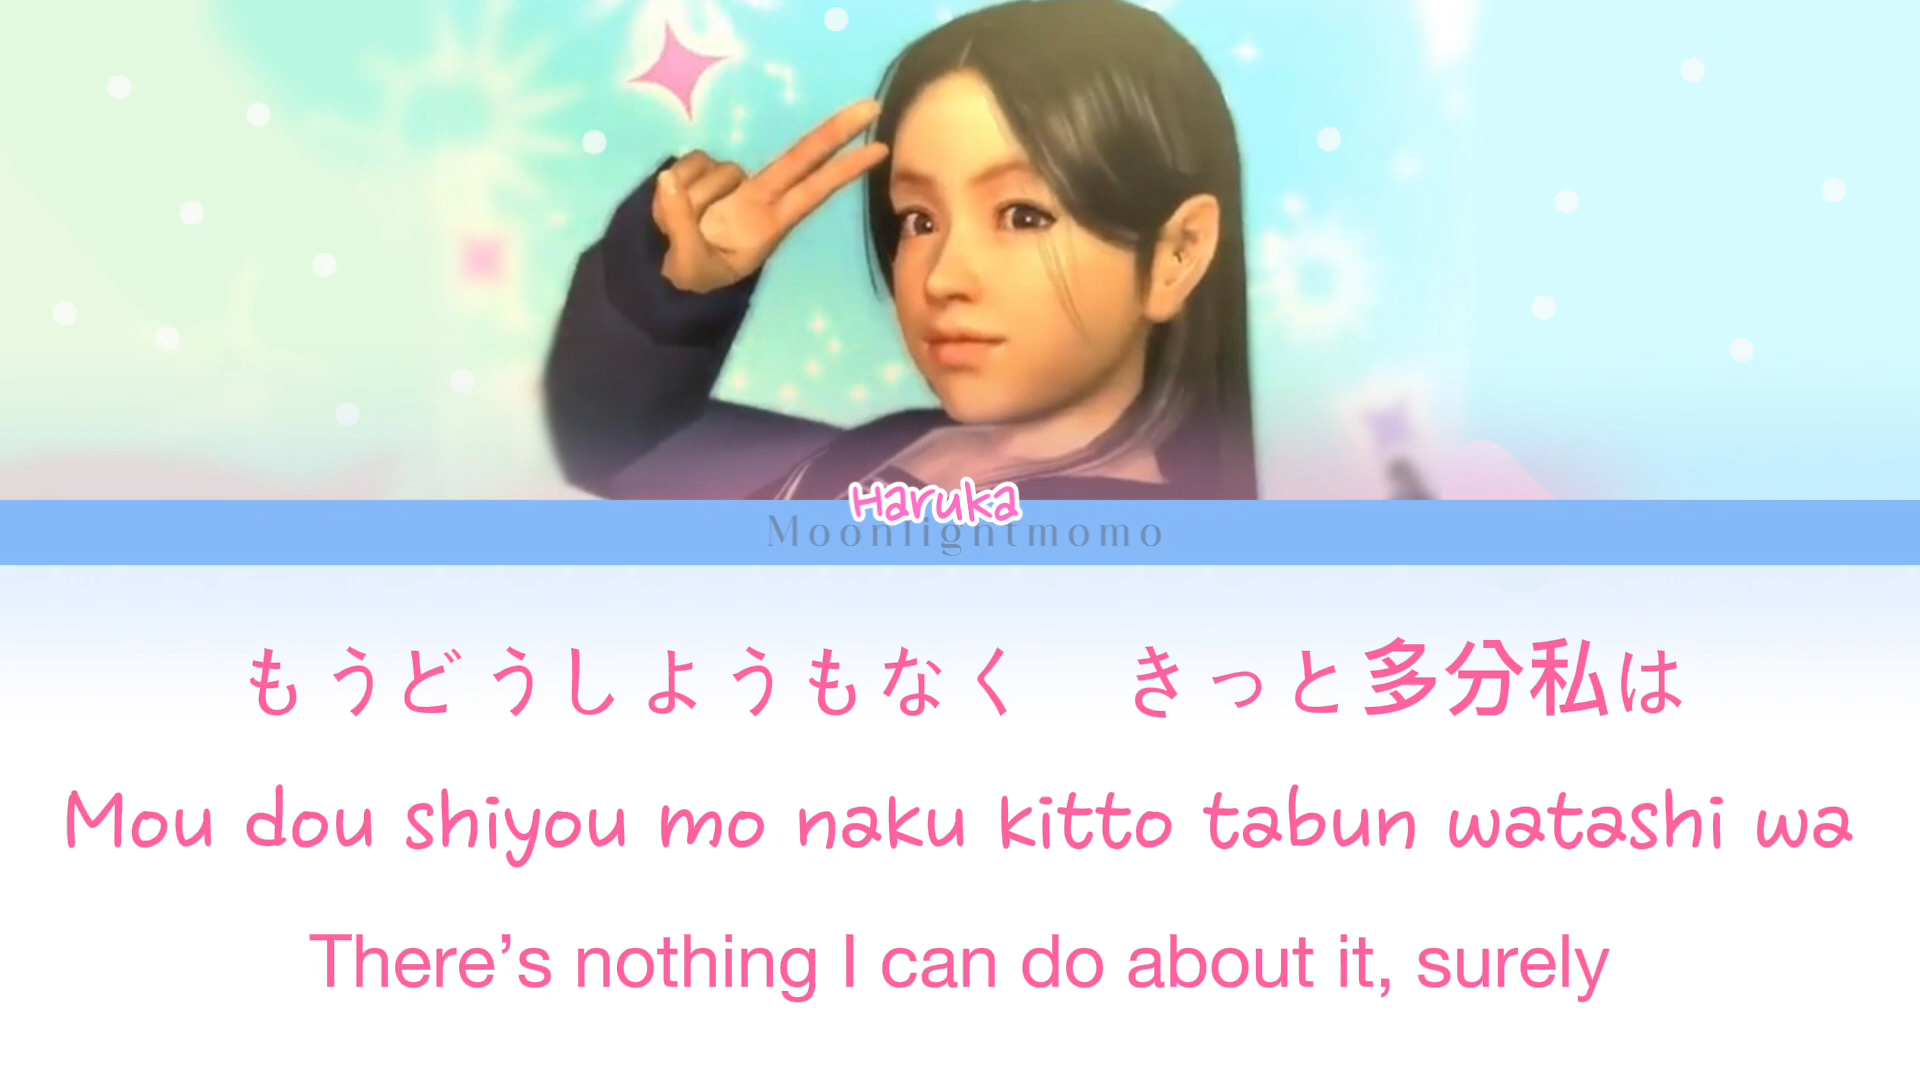 Haruka
Moonlightmomo
もうどうしようもなく　きっと多分私は
Mou dou shiyou mo naku kitto tabun watashi wa
There’s nothing I can do about it, surely